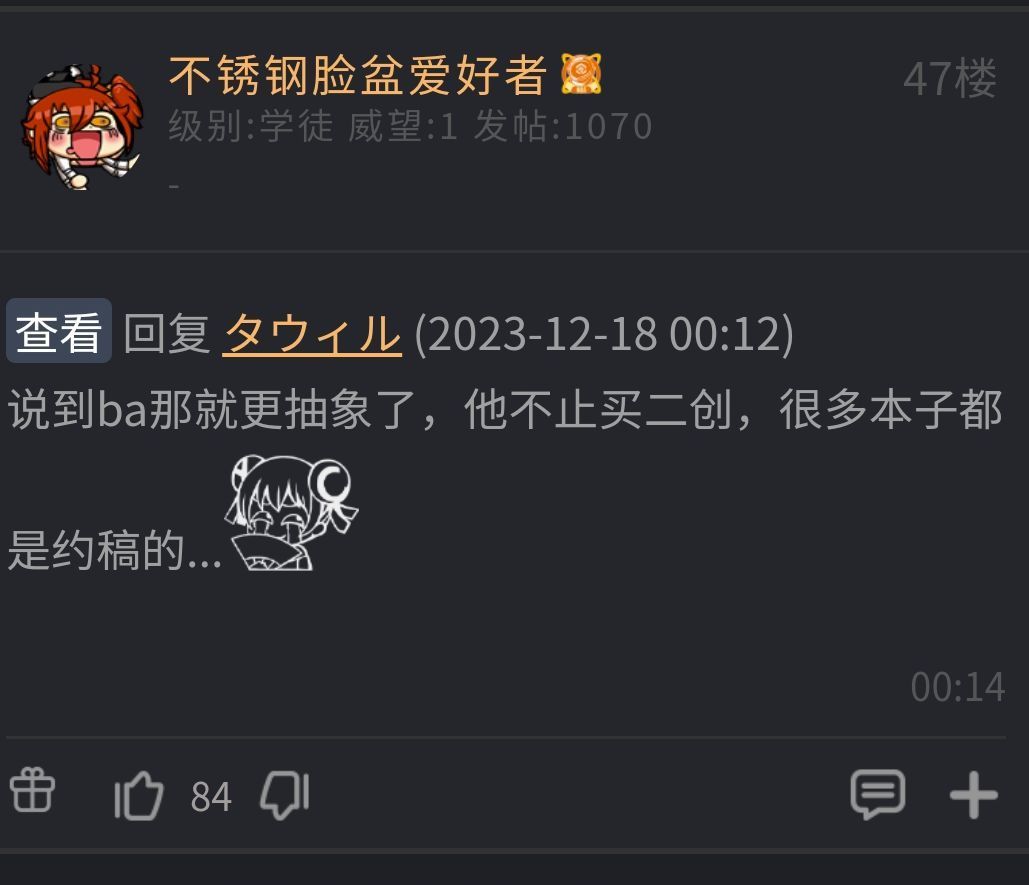 不锈钢脸盆爱好者
47楼
级别:学徒 威望:1 发帖:1070
-
查看 回复 タウィル (2023-12-18 00:12)
说到ba那就更抽象了，他不止买二创，很多本子都
是约稿的...
00:14
84